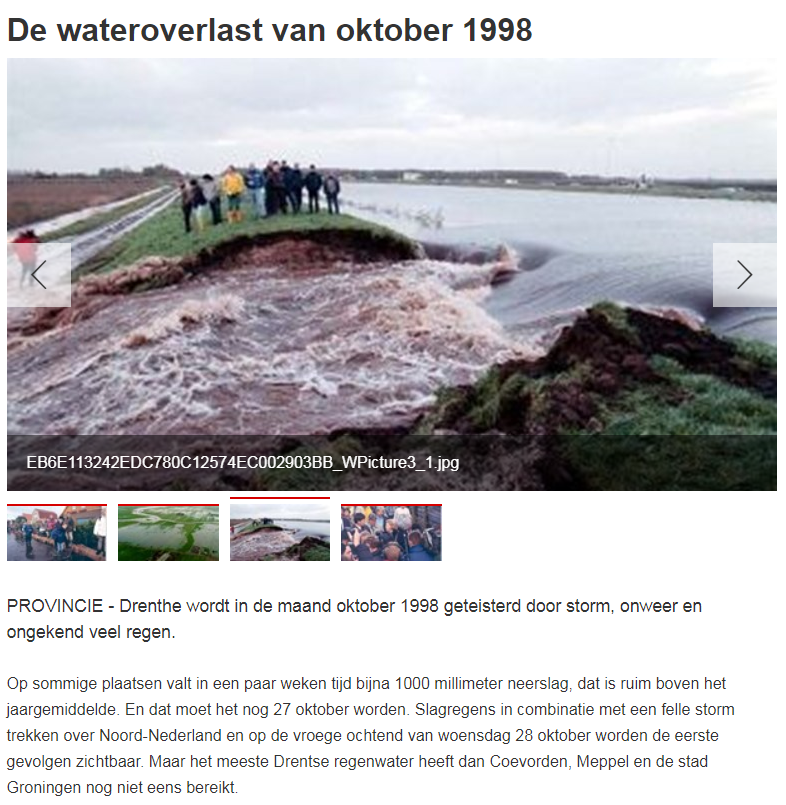 De wateroverlast van oktober 1998
EB6E113242EDC780C12574EC002903BB_WPicture3_1.jpg
PROVINCIE - Drenthe wordt in de maand oktober 1998 geteisterd door storm, onweer en
ongekend veel regen.
Op sommige plaatsen valt in een paar weken tijd bijna 1000 millimeter neerslag, dat is ruim boven het
jaargemiddelde. En dat moet het nog 27 oktober worden. Slagregens in combinatie met een felle storm
trekken over Noord-Nederland en op de vroege ochtend van woensdag 28 oktober worden de eerste
gevolgen zichtbaar. Maar het meeste Drentse regenwater heeft dan Coevorden, Meppel en de stad
Groningen nog niet eens bereikt.